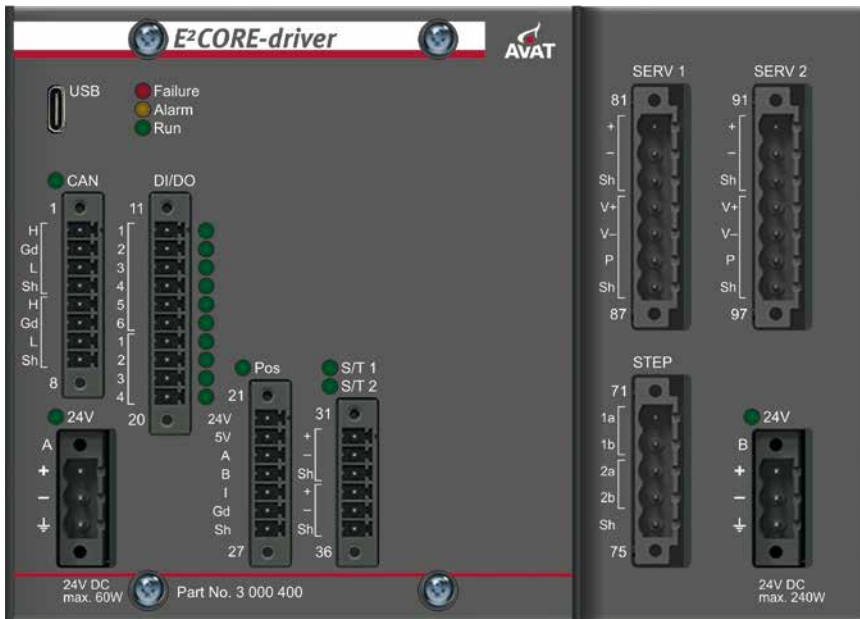 E²CORE-driver
AVAT
USB
Failure
Alarm
Run
CAN
1
H
Gd
L
Sh
H
Gd
L
Sh
8
DI/DO
11
1
2
3
4
5
6
1
2
3
4
20
24V
A
+
–
24V DC
max. 60W
Pos
21
24V
5V
A
B
I
Gd
Sh
27
S/T 1
S/T 2
31
+
–
Sh
+
–
Sh
36
Part No. 3 000 400
SERV 1
81
+
–
Sh
V+
V–
P
Sh
87
SERV 2
91
+
–
Sh
V+
V–
P
Sh
97
STEP
71
1a
1b
2a
2b
Sh
75
24V
B
+
–
24V DC
max. 240W